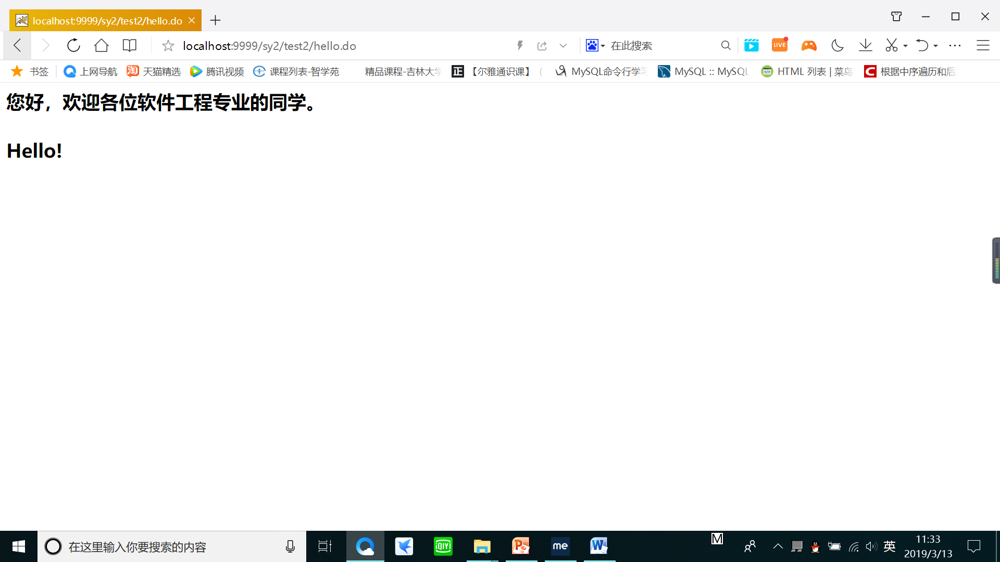 localhost:9999/sy2/test2/hello.do
localhost:9999/sy2/test2/hello.do
在此搜索
LIVE
书签
上网导航
淘 天猫精选
腾讯视频
课程列表-智学苑
精品课程-吉林大学
正 【尔雅通识课】 (
MySQL命令行学习
MySQL :: MySQL
HTML 列表 | 菜鸟
C 根据中序遍历和后
您好，欢迎各位软件工程专业的同学。
Hello!
在这里输入你要搜索的内容
iQIYI
P
me
W
M
英
11:33
2019/3/13